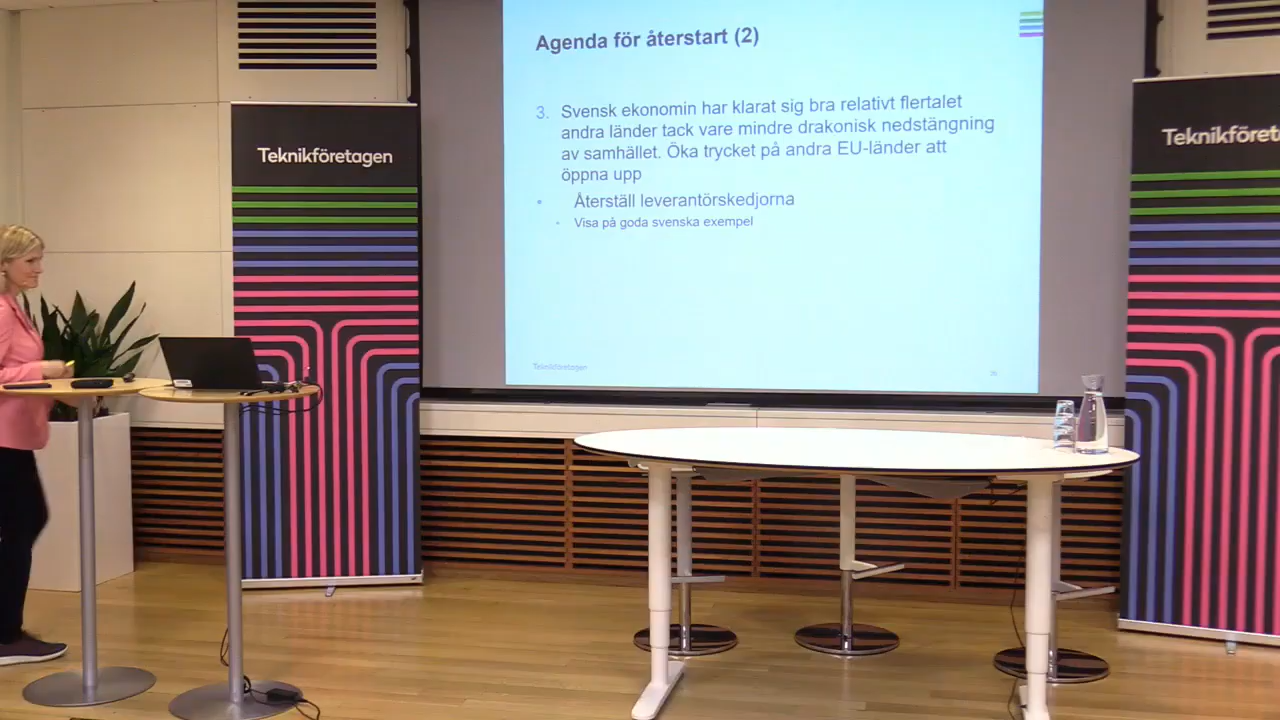 Agenda för återstart (2)
3. Svensk ekonomin har klarat sig bra relativt flertalet
andra länder tack vare mindre drakonisk nedstängning
av samhället. Öka trycket på andra EU-länder att
öppna upp
• Återställ leverantörskedjorna
• Visa på goda svenska exempel
Teknikföretagen
Teknikföretagen
Teknikföret